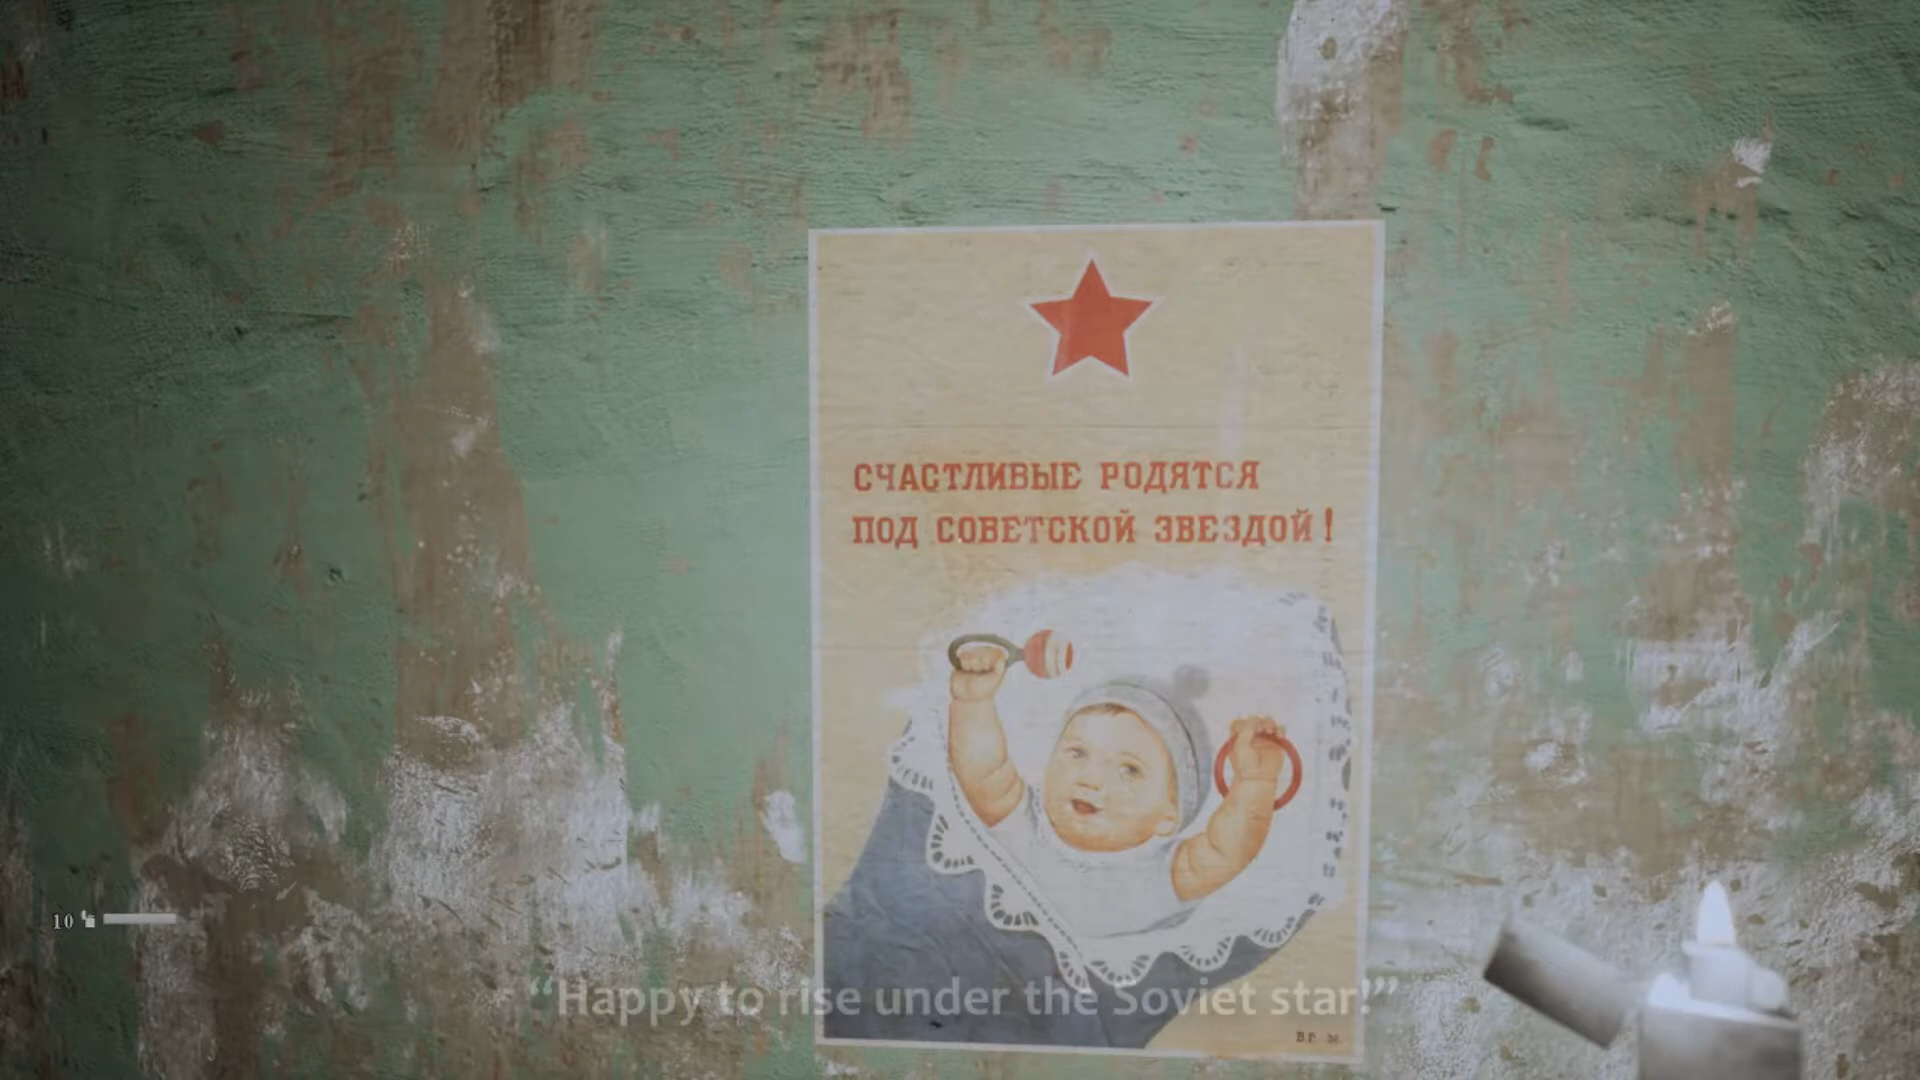 СЧАСТЛИВЫЕ РОДЯТСЯ
ПОД СОВЕТСКОЙ ЗВЕЗДОЙ!
10
“Happy to rise under the Soviet star!”